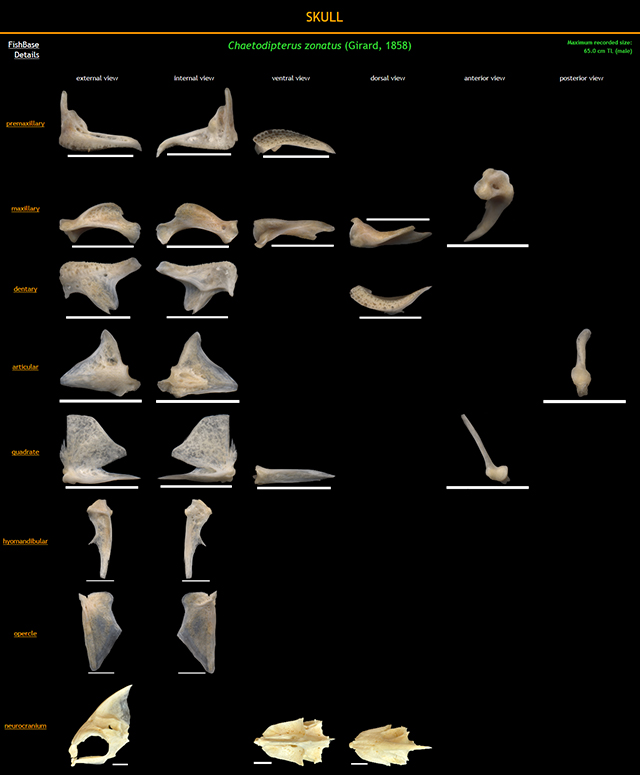 SKULL
FishBase
Details
Chaetodipterus zonatus (Girard, 1858)
Maximum recorded size:
65.0 cm TL (male)
external view
internal view
ventral view
dorsal view
anterior view
posterior view
premaxillary
maxillary
dentary
articular
quadrate
hyomandibular
opercle
neurocranium